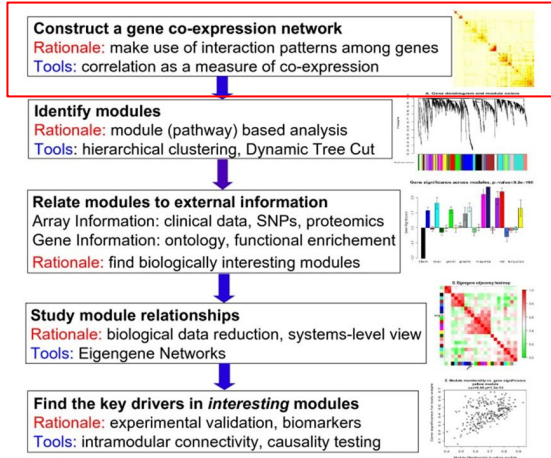 Construct a gene co-expression network
Rationale: make use of interaction patterns among genes
Tools: correlation as a measure of co-expression
Identify modules
Rationale: module (pathway) based analysis
Tools: hierarchical clustering, Dynamic Tree Cut
Relate modules to external information
Array Information: clinical data, SNPs, proteomics
Gene Information: ontology, functional enrichement
Rationale: find biologically interesting modules
Gene significance across modules,
Study module relationships
Rationale: biological data reduction, systems-level view
Tools: Eigengene Networks
Find the key drivers in interesting modules
Rationale: experimental validation, biomarkers
Tools: intramodular connectivity, causality testing